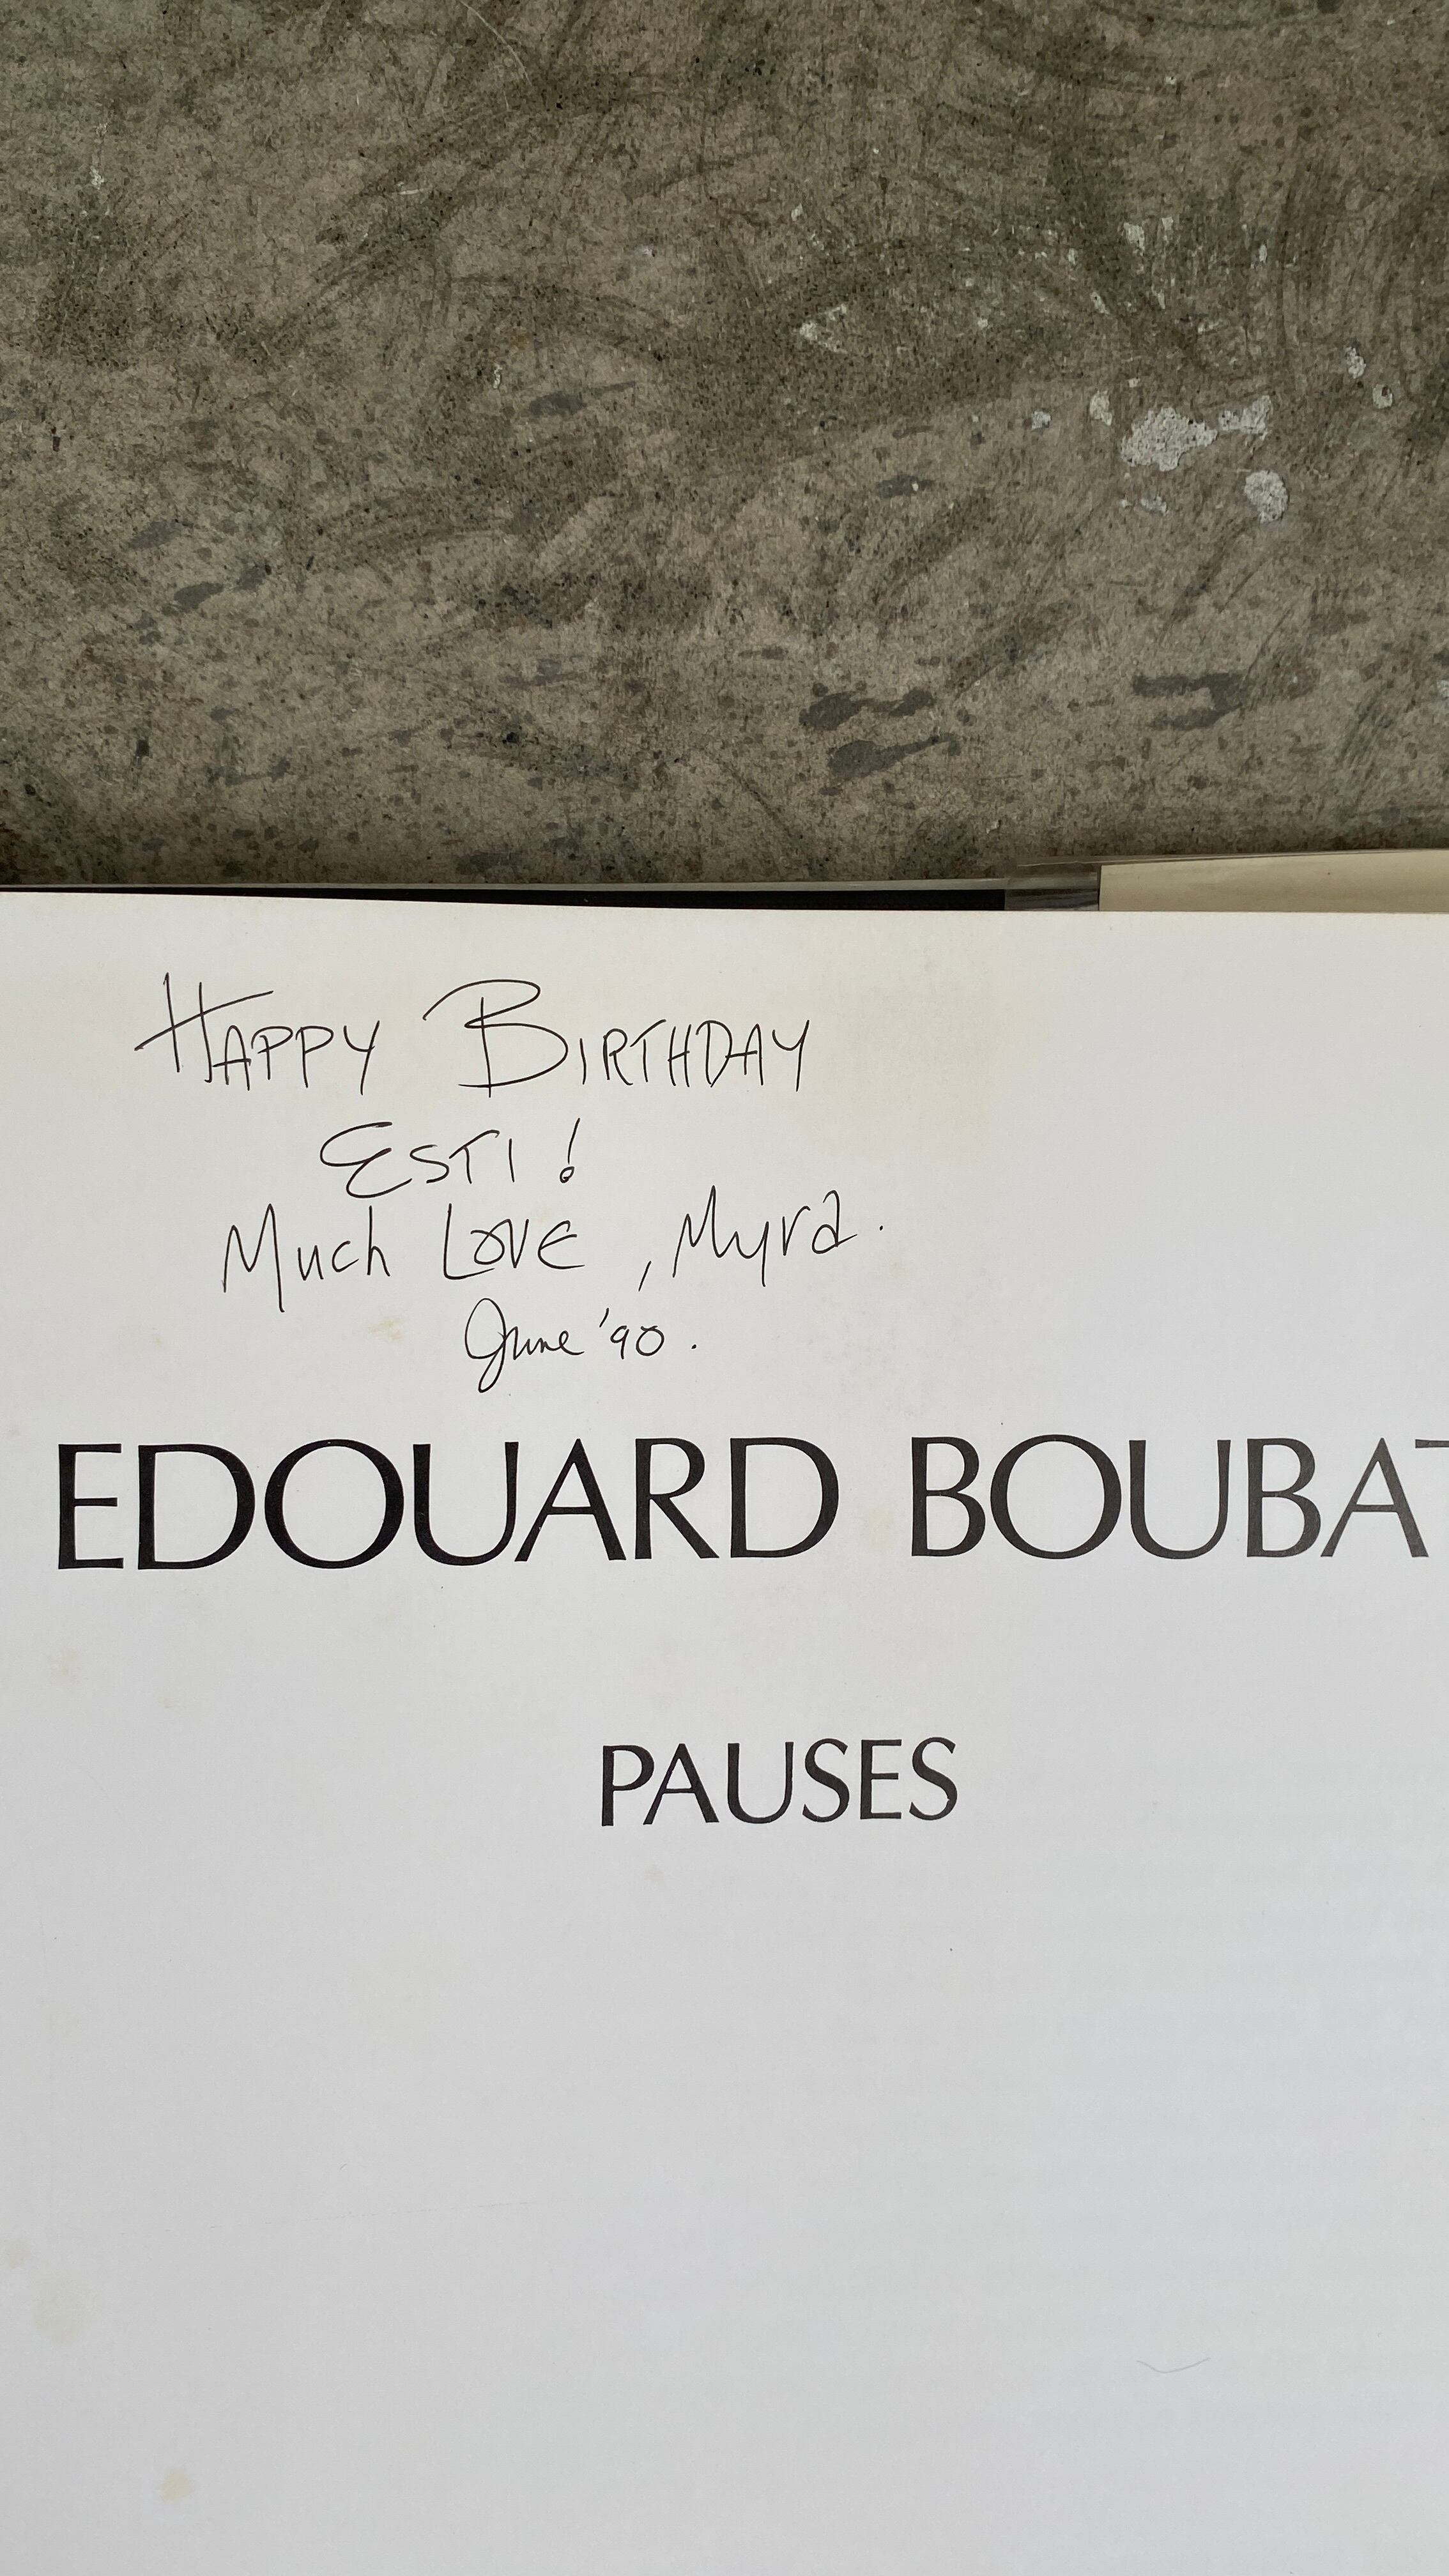 HAPPY BIRTHDAY
ESTI!
Much LOVE, Myra.
June '90.
EDOUARD BOUBAT
PAUSES